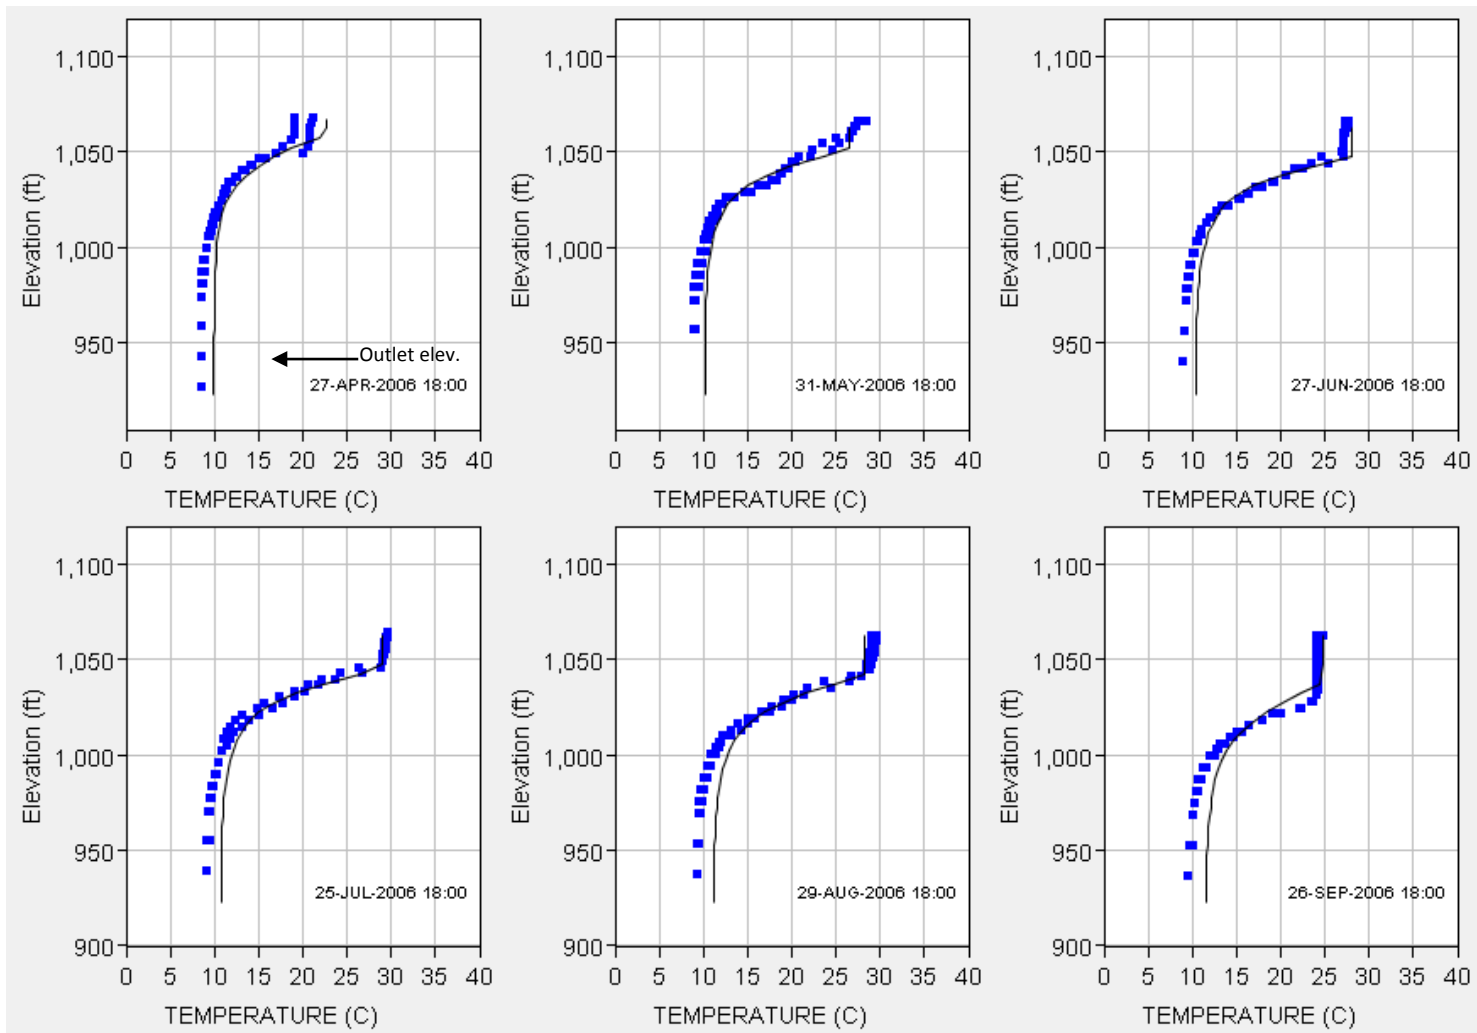 1,100
1,050
1,000
950
Elevation (ft)
Outlet elev.
27-APR-2006 18:00
0 5 10 15 20 25 30 35 40
TEMPERATURE (C)
1,100
1,050
1,000
950
Elevation (ft)
31-MAY-2006 18:00
0 5 10 15 20 25 30 35 40
TEMPERATURE (C)
1,100
1,050
1,000
950
Elevation (ft)
27-JUN-2006 18:00
0 5 10 15 20 25 30 35 40
TEMPERATURE (C)
1,100
1,050
1,000
950
900
Elevation (ft)
25-JUL-2006 18:00
0 5 10 15 20 25 30 35 40
TEMPERATURE (C)
1,100
1,050
1,000
950
900
Elevation (ft)
29-AUG-2006 18:00
0 5 10 15 20 25 30 35 40
TEMPERATURE (C)
1,100
1,050
1,000
950
900
Elevation (ft)
26-SEP-2006 18:00
0 5 10 15 20 25 30 35 40
TEMPERATURE (C)